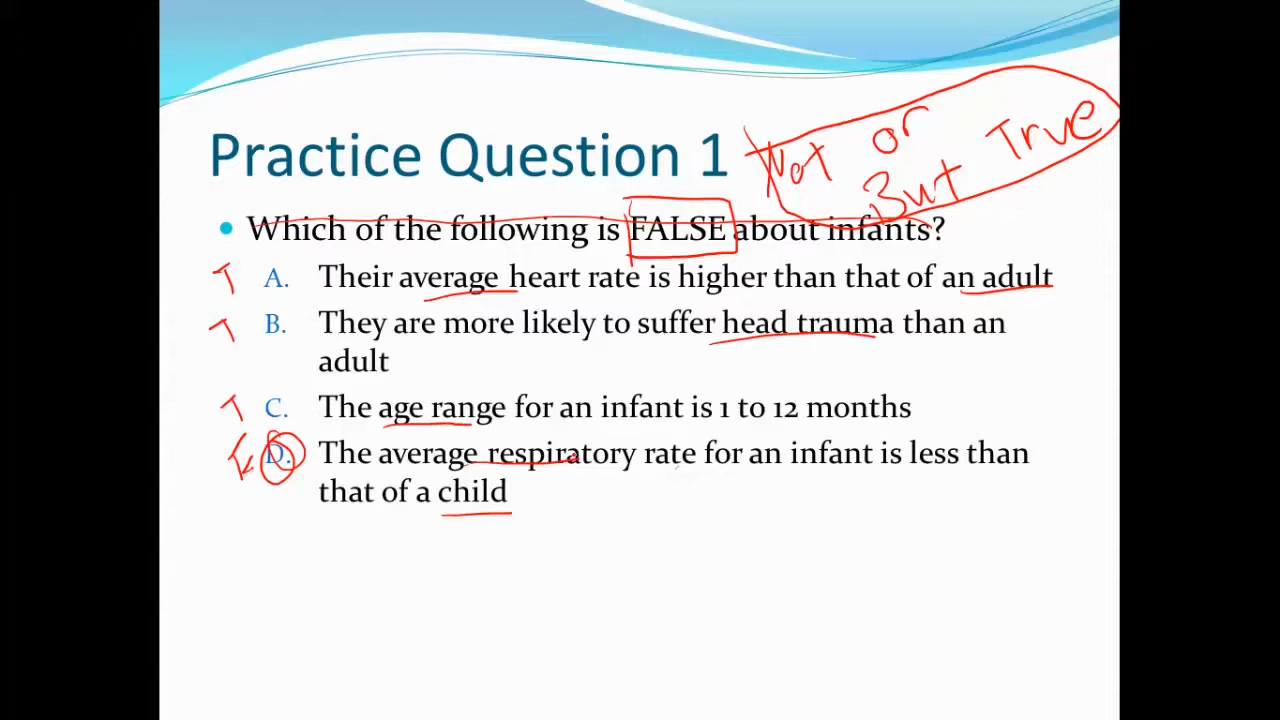 Not or
But True
Practice Question 1
• Which of the following is FALSE about infants?
T A. Their average heart rate is higher than that of an adult
T B. They are more likely to suffer head trauma than an
adult
T C. The age range for an infant is 1 to 12 months
F D. The average respiratory rate for an infant is less than
that of a child